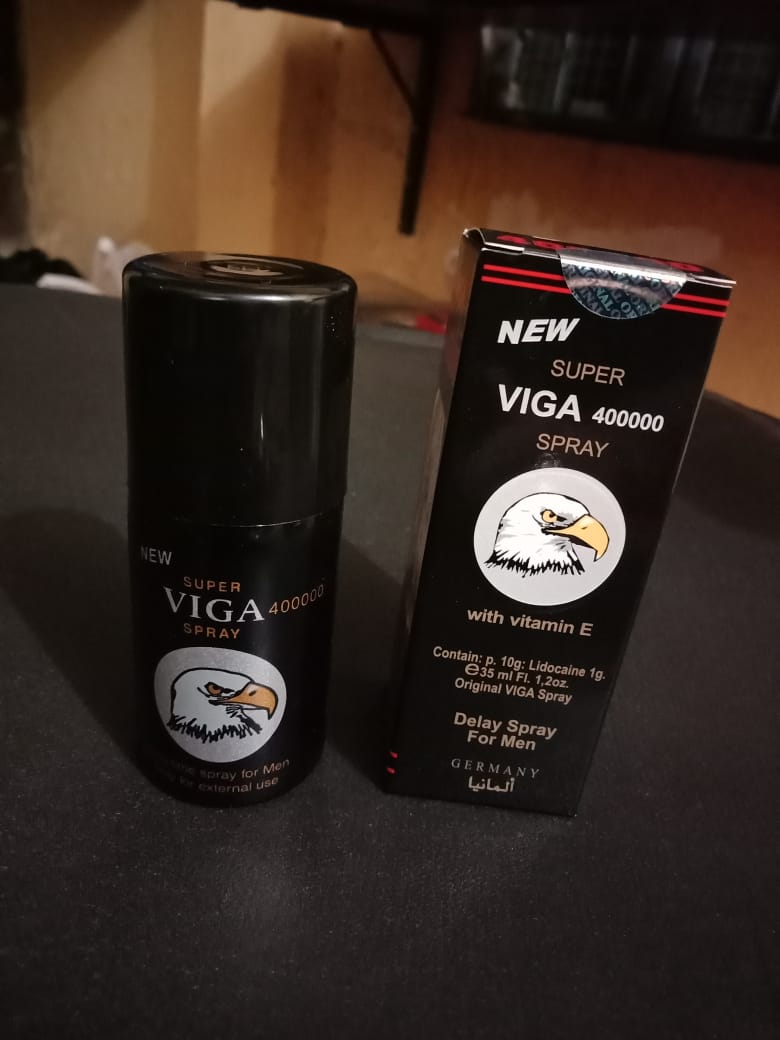 NEW
SUPER
VIGA 400000
SPRAY
spray for Men
for external use
NEW
SUPER
VIGA 400000
SPRAY
with vitamin E
Contain: p. 10g: Lidocaine 1g.
℮35 ml Fl. 1,2oz.
Original VIGA Spray
Delay Spray
For Men
GERMANY
ألمانيا